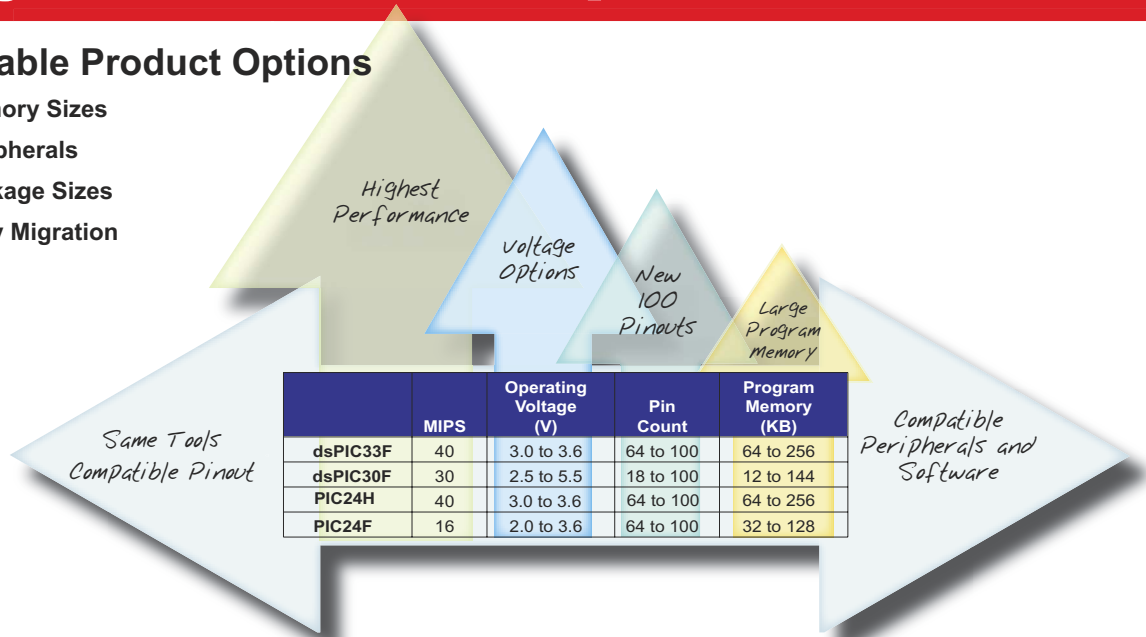 able Product Options
ory Sizes
pherals
kage Sizes
y Migration
Highest
Performance
Voltage
Options
New
100
Pinouts
Large
Program
Memory
Same Tools
Compatible Pinout
Compatible
Peripherals and
Software
MIPS Operating Voltage (V) Pin Count Program Memory (KB)
dsPIC33F 40 3.0 to 3.6 64 to 100 64 to 256
dsPIC30F 30 2.5 to 5.5 18 to 100 12 to 144
PIC24H 40 3.0 to 3.6 64 to 100 64 to 256
PIC24F 16 2.0 to 3.6 64 to 100 32 to 128